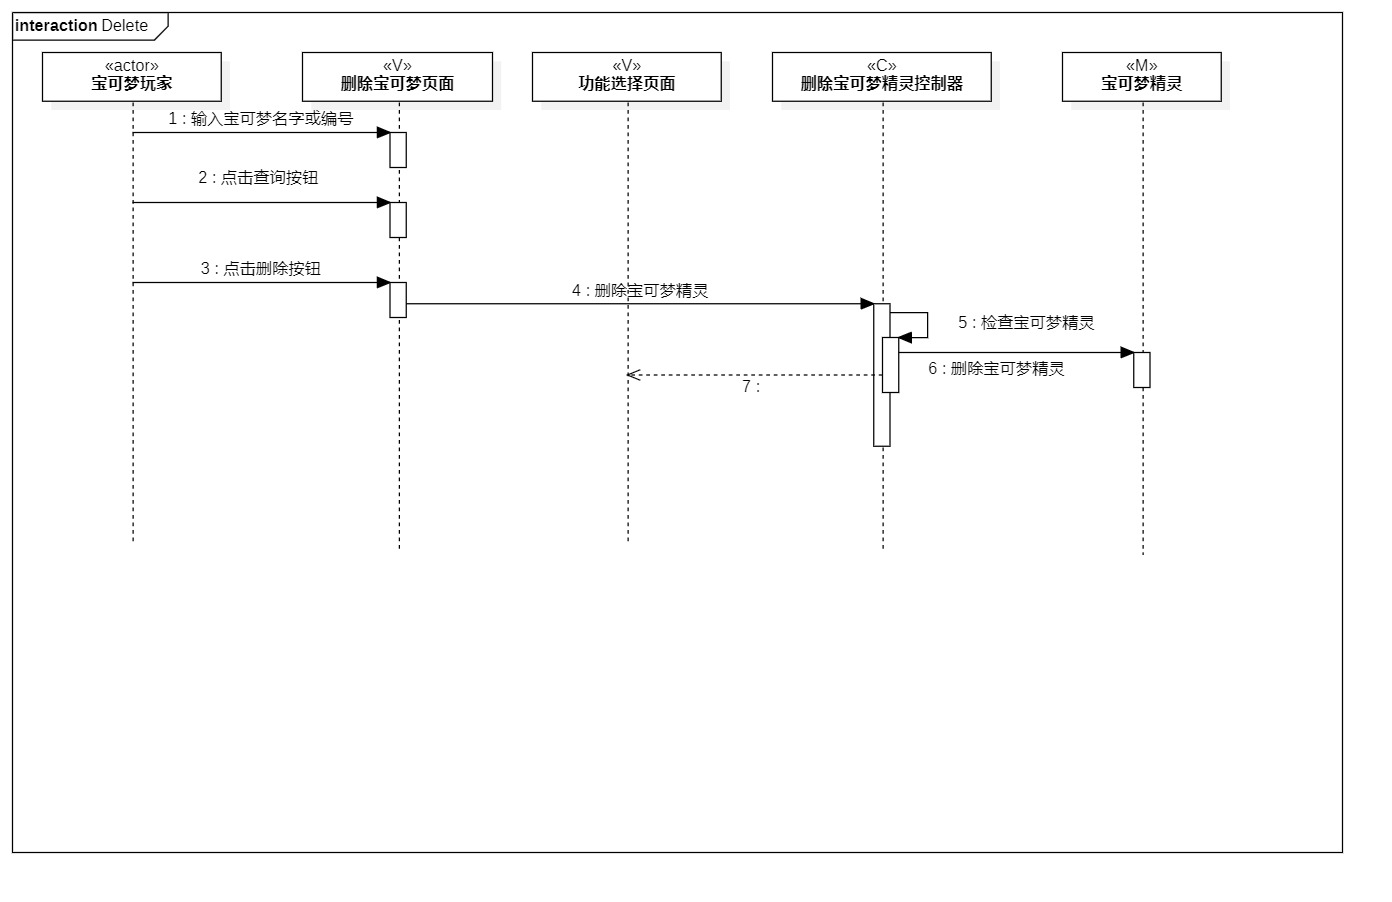 interaction Delete
«actor»
宝可梦玩家
«V»
删除宝可梦页面
«V»
功能选择页面
«C»
删除宝可梦精灵控制器
«M»
宝可梦精灵
1 : 输入宝可梦名字或编号
2 : 点击查询按钮
3 : 点击删除按钮
4 : 删除宝可梦精灵
5 : 检查宝可梦精灵
6 : 删除宝可梦精灵
7 :